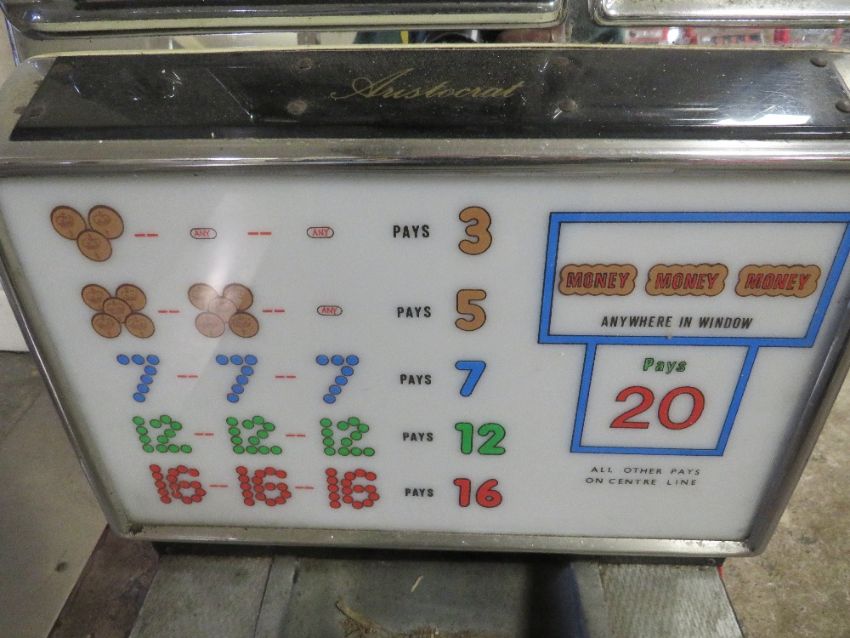 Aristocrat
-- ANY -- ANY PAYS 3
-- -- ANY PAYS 5
7 -- 7 -- 7 PAYS 7
12 -- 12 -- 12 PAYS 12
16 -- 16 -- 16 PAYS 16
MONEY MONEY MONEY
ANYWHERE IN WINDOW
Pays
20
ALL OTHER PAYS
ON CENTRE LINE